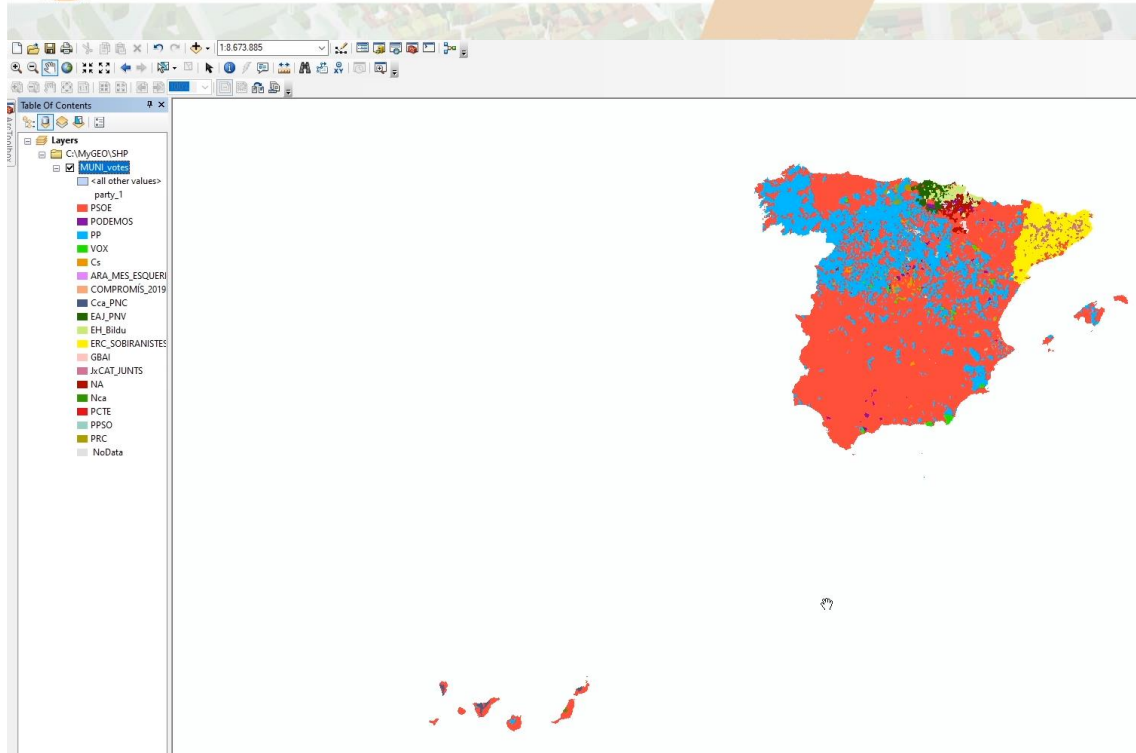 1:8.673.885
Table Of Contents
ArcToolbox
Layers
C:\MyGEO\SHP
MUNI_votes
<all other values>
party_1
PSOE
PODEMOS
PP
VOX
Cs
ARA_MES_ESQUERI
COMPROMÍS_2019
Cca_PNC
EAJ_PNV
EH_Bildu
ERC_SOBIRANISTES
GBAI
JxCAT_JUNTS
NA
Nca
PCTE
PPSO
PRC
NoData